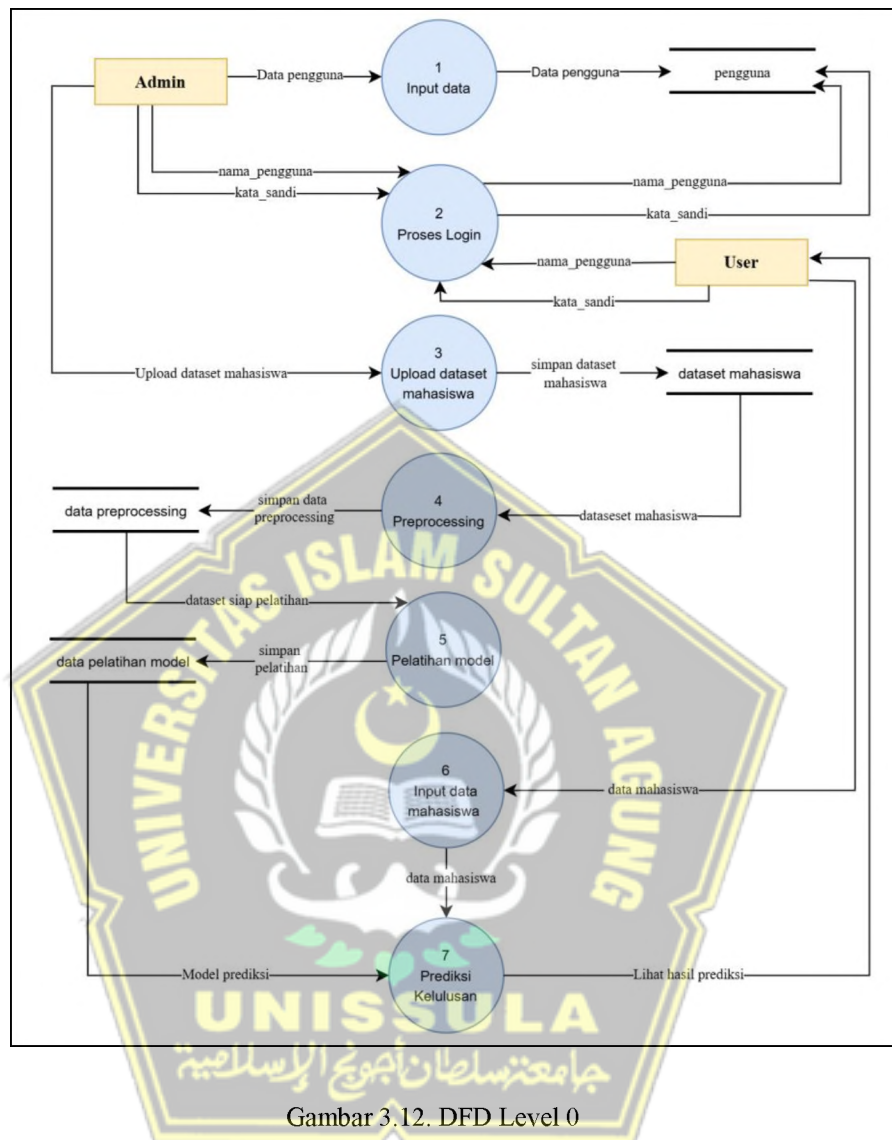 1
Input data
Admin
Data pengguna
Data pengguna
pengguna
nama_pengguna
kata_sandi
nama_pengguna
kata_sandi
2
Proses Login
nama_pengguna
User
kata_sandi
3
Upload dataset
mahasiswa
Upload dataset mahasiswa
simpan dataset
mahasiswa
dataset mahasiswa
4
Preprocessing
data preprocessing
simpan data
preprocessing
dataseset mahasiswa
UNIVERSITAS ISLAM SULTAN AGUNG
dataset siap pelatihan
5
Pelatihan model
data pelatihan model
simpan
pelatihan
6
Input data
mahasiswa
data mahasiswa
data mahasiswa
7
Prediksi
Kelulusan
Model prediksi
Lihat hasil prediksi
UNISSULA
جامعة سلطان أجونج الإسلامية
Gambar 3.12. DFD Level 0